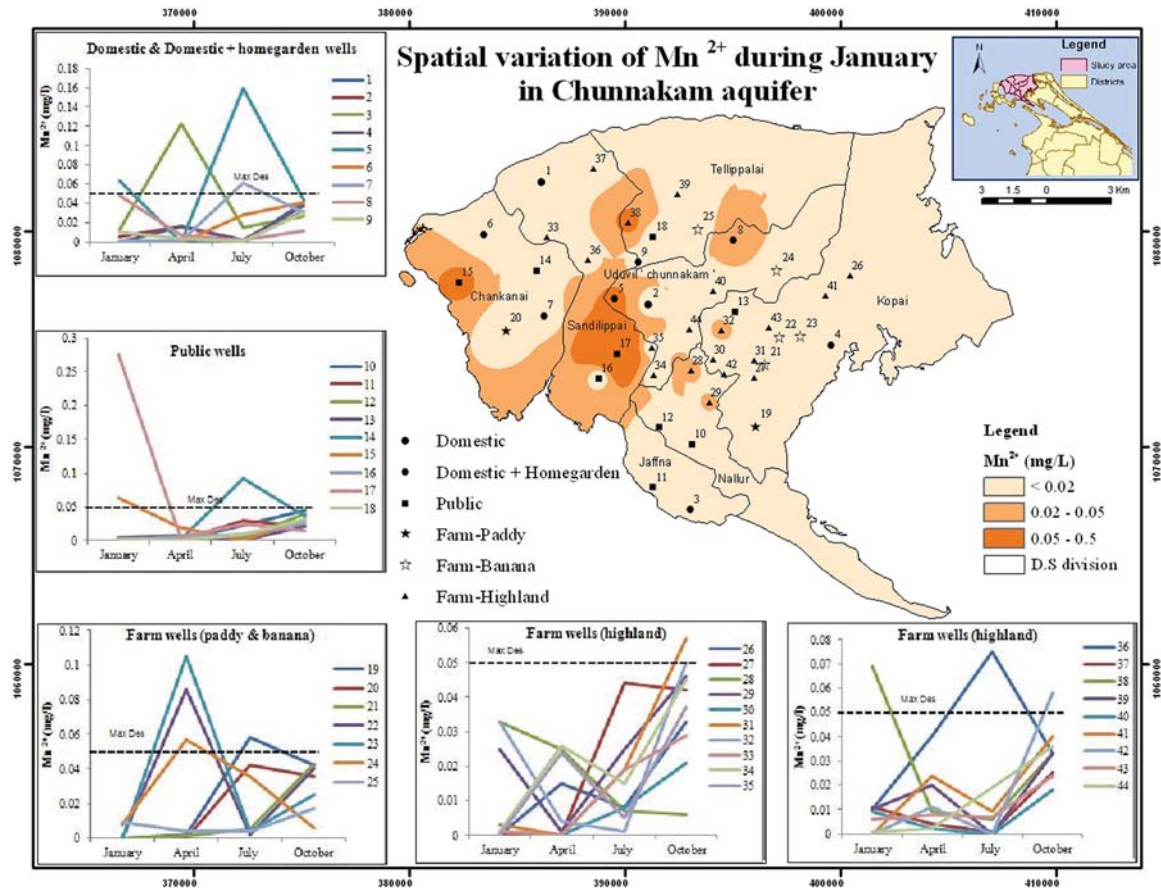 370000 380000 390000 400000 410000
Spatial variation of Mn 2+ during January
in Chunnakam aquifer
Domestic & Domestic + homegarden wells
Mn2+ (mg/l)
0.18
0.16
0.14
0.12
0.10
0.08
0.06
0.04
0.02
0
Max Des
January April July October
1
2
3
4
5
6
7
8
9
N
Legend
Study area
Districts
3 1.5 0 3 Km
1080000
1070000
1060000
1080000
1070000
1060000
Public wells
Mn2+ (mg/l)
0.3
0.25
0.2
0.15
0.1
0.05
0
Max Des
January April July October
10
11
12
13
14
15
16
17
18
Tellippalai
Uduvil chunnakam
Chankanai
Sandilippai
Kopai
Jaffna
Nallur
37
1
39
38
18
25
8
6
33
36
9
24
26
14
15
5
2
40
13
41
7
20
44
32
43
22
23
4
17
35
30
31
21
16
34
28
42
27
29
12
10
19
11
3
Domestic
Domestic + Homegarden
Public
Farm-Paddy
Farm-Banana
Farm-Highland
Legend
Mn2+ (mg/L)
< 0.02
0.02 - 0.05
0.05 - 0.5
D.S division
Farm wells (paddy & banana)
Mn2+ (mg/l)
0.12
0.1
0.08
0.06
0.04
0.02
0
Max Des
January April July October
19
20
21
22
23
24
25
Farm wells (highland)
Mn2+ (mg/l)
0.06
0.05
0.04
0.03
0.02
0.01
0
Max Des
January April July October
26
27
28
29
30
31
32
33
34
35
Farm wells (highland)
Mn2+ (mg/l)
0.08
0.07
0.06
0.05
0.04
0.03
0.02
0.01
0
Max Des
January April July October
36
37
38
39
40
41
42
43
44
370000 380000 390000 400000 410000